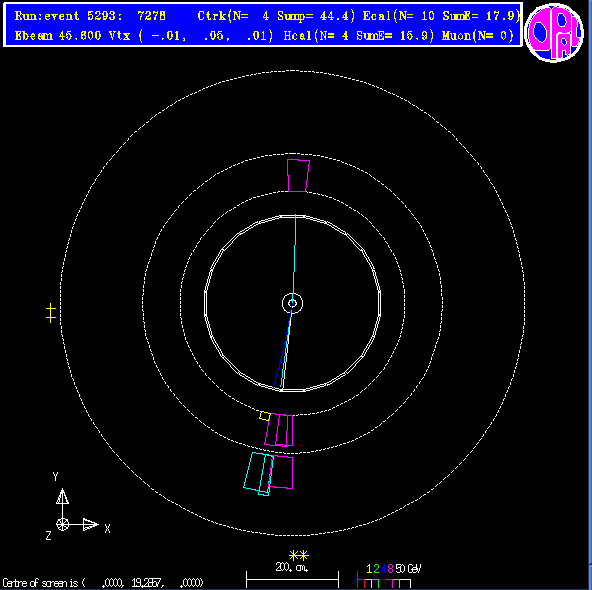 Run:event 5293: 7278 Ctrk(N= 4 Sump= 44.4) Ecal(N= 10 SumE= 17.9)
Ebeam 45.600 Vtx ( -.01, .05, .01) Hcal(N= 4 SumE= 15.9) Muon(N= 0)
OPAL
Y
X
Z
**
200. cm.
1 2 4 8 50 GeV
Centre of screen is ( .0000, 19.2857, .0000)